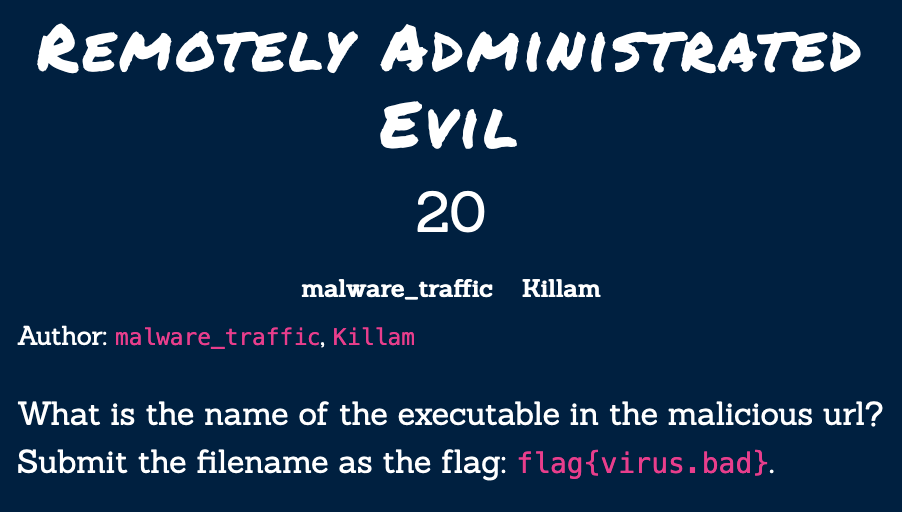 Remotely Administrated
Evil
20
malware_traffic Killam
Author: malware_traffic, Killam
What is the name of the executable in the malicious url?
Submit the filename as the flag: flag{virus.bad}.